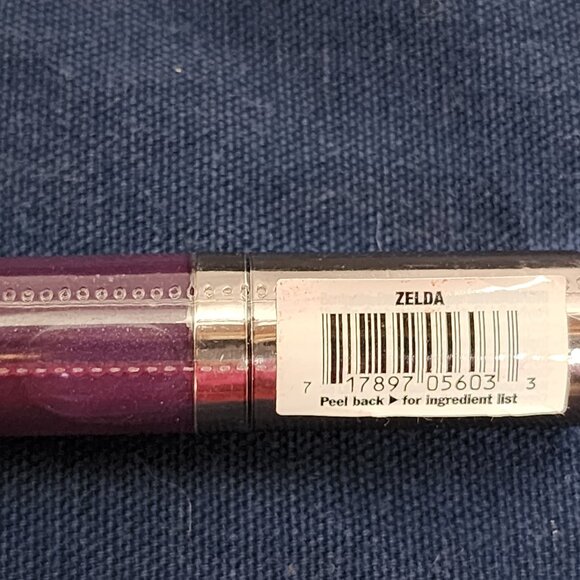 ZELDA
7 17897 05603 3
Peel back ▶ for ingredient list